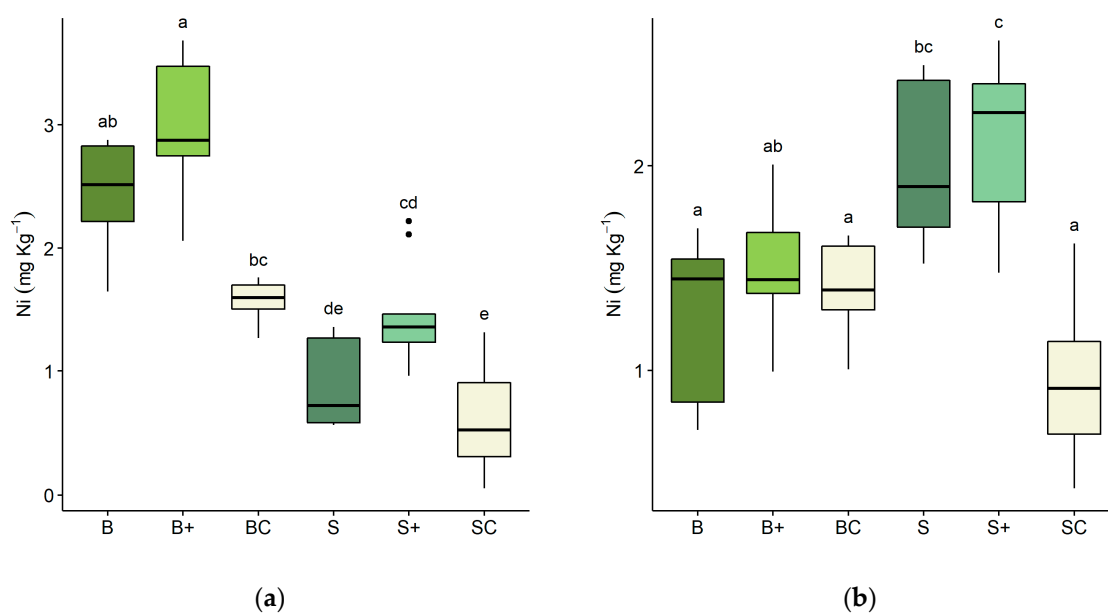 a
ab
bc
de
cd
e
3
2
1
0
Ni (mg Kg⁻¹)
B B+ BC S S+ SC
(a)
a
ab
a
bc
c
a
2
1
Ni (mg Kg⁻¹)
B B+ BC S S+ SC
(b)